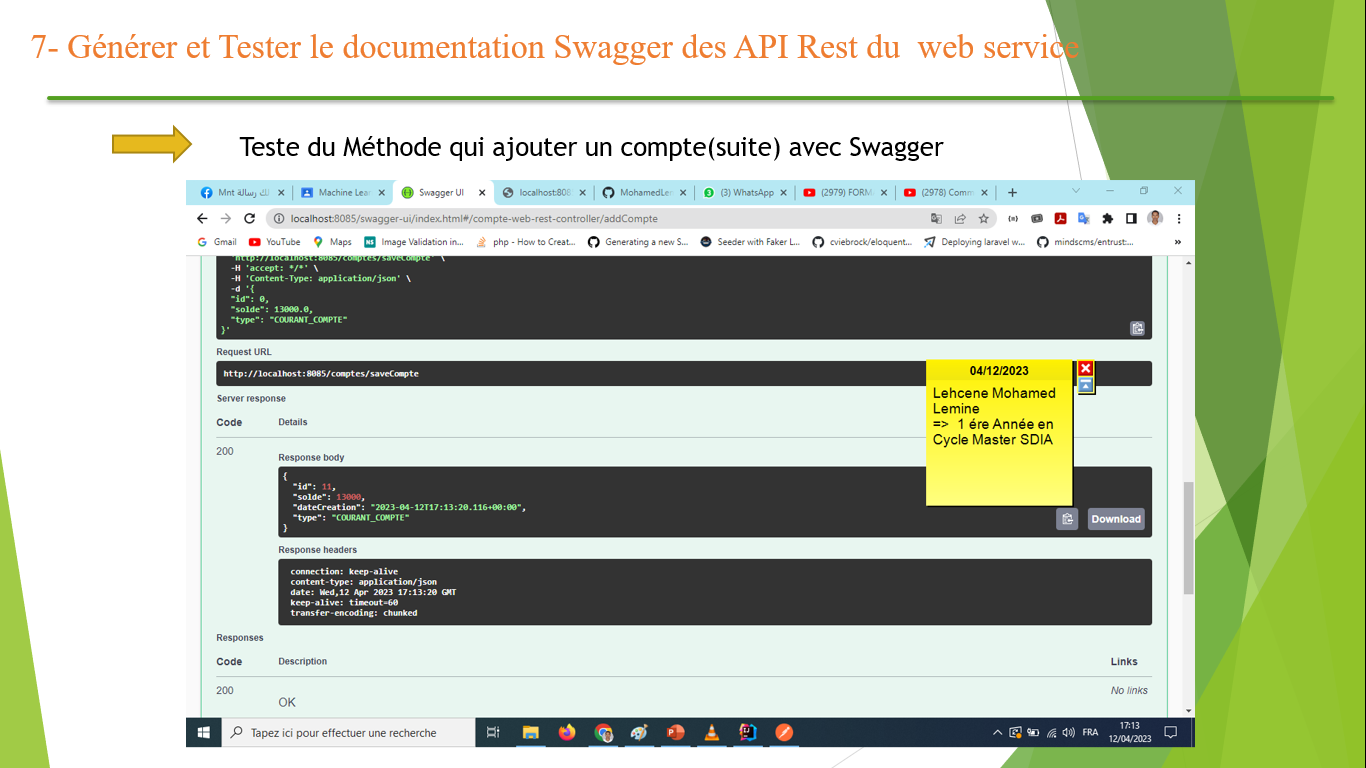 7- Générer et Tester le documentation Swagger des API Rest du web service
Teste du Méthode qui ajouter un compte(suite) avec Swagger
Mnt لك رسالة
Machine Lea
Swagger UI
localhost:808
MohamedLe
(3) WhatsApp
(2979) FORM
(2978) Comm
localhost:8085/swagger-ui/index.html#/compte-web-rest-controller/addCompte
Gmail
YouTube
Maps
Image Validation in...
php - How to Creat...
Generating a new S...
Seeder with Faker L...
cviebrock/eloquent...
Deploying laravel w...
mindscms/entrust:...
»
'http://localhost:8085/comptes/saveCompte' \
-H 'accept: */*' \
-H 'Content-Type: application/json' \
-d '{
"id": 0,
"solde": 13000.0,
"type": "COURANT_COMPTE"
}'
Request URL
http://localhost:8085/comptes/saveCompte
04/12/2023
Lehcene Mohamed
Lemine
=> 1 ére Année en
Cycle Master SDIA
Server response
Code Details
200
Response body
{
"id": 11,
"solde": 13000,
"dateCreation": "2023-04-12T17:13:20.116+00:00",
"type": "COURANT_COMPTE"
}
Download
Response headers
connection: keep-alive
content-type: application/json
date: Wed,12 Apr 2023 17:13:20 GMT
keep-alive: timeout=60
transfer-encoding: chunked
Responses
Code Description Links
200 No links
OK
Tapez ici pour effectuer une recherche
FRA
17:13
12/04/2023